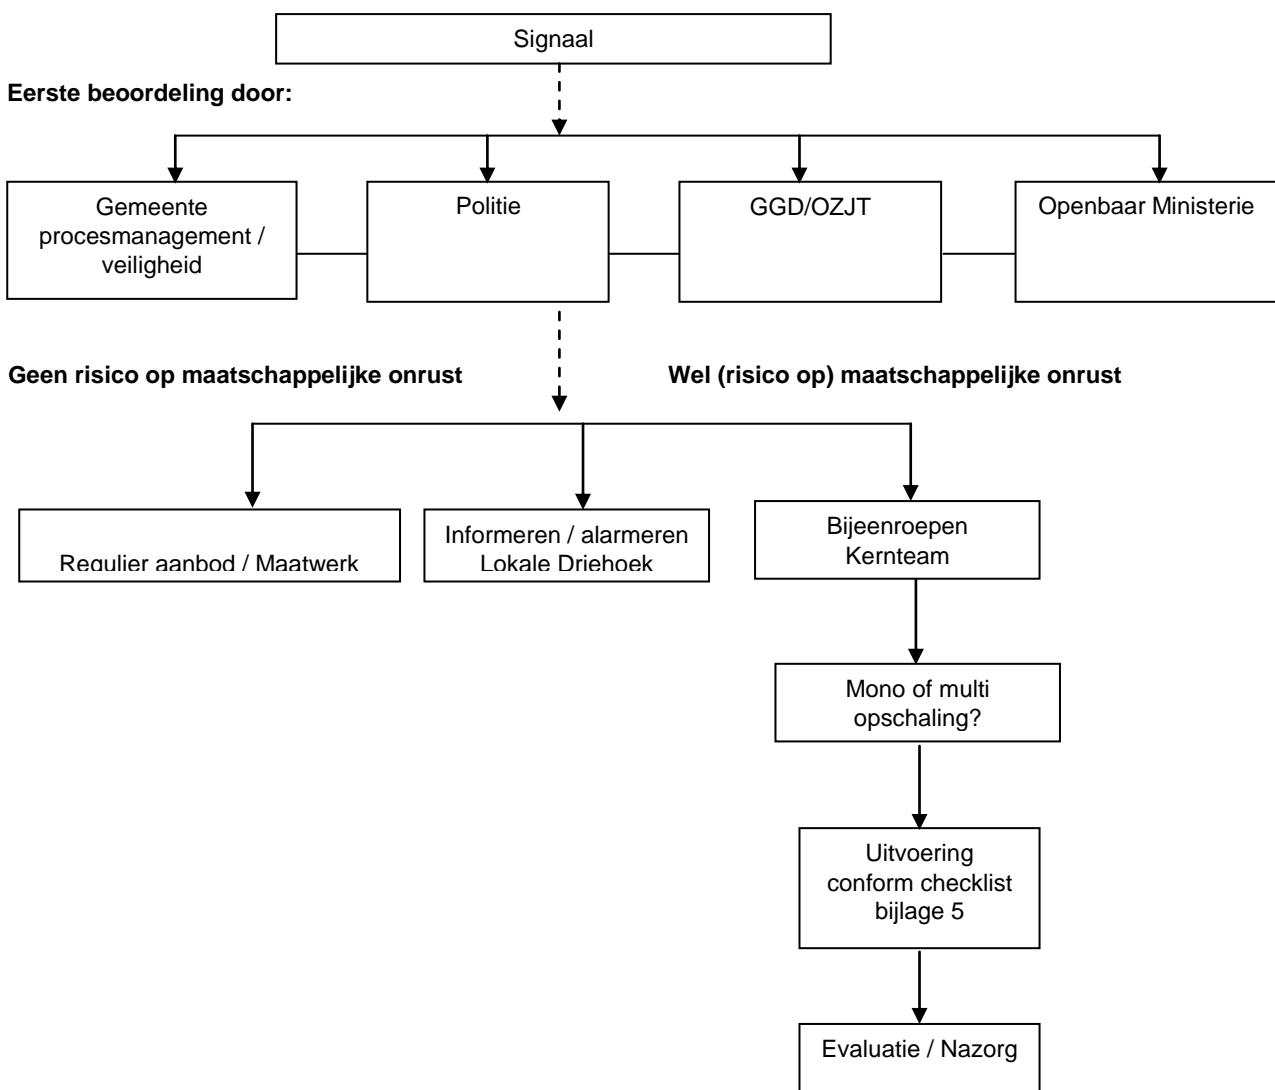 Signaal
Eerste beoordeling door:
Gemeente
procesmanagement /
veiligheid
Politie
GGD/OZJT
Openbaar Ministerie
Geen risico op maatschappelijke onrust
Wel (risico op) maatschappelijke onrust
Regulier aanbod / Maatwerk
Informeren / alarmeren
Lokale Driehoek
Bijeenroepen
Kernteam
Mono of multi
opschaling?
Uitvoering
conform checklist
bijlage 5
Evaluatie / Nazorg